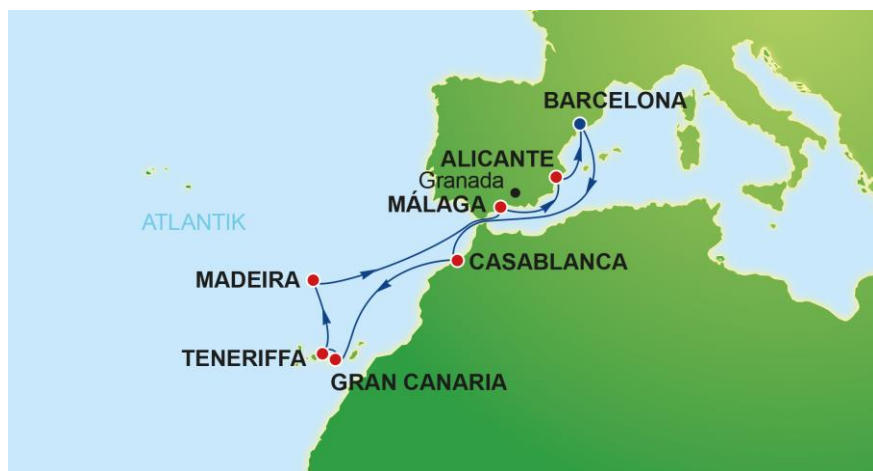 BARCELONA
ALICANTE
Granada
MÁLAGA
ATLANTIK
CASABLANCA
MADEIRA
TENERIFFA
GRAN CANARIA